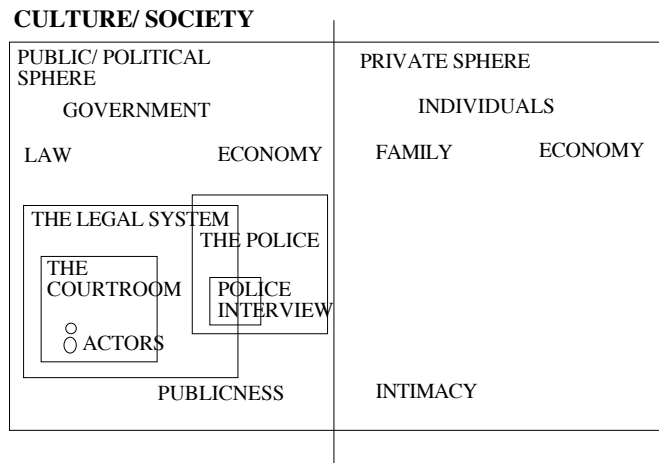 CULTURE/ SOCIETY
PUBLIC/ POLITICAL
SPHERE
GOVERNMENT
LAW
ECONOMY
THE LEGAL SYSTEM
THE POLICE
THE
COURTROOM
POLICE
INTERVIEW
ACTORS
PUBLICNESS
PRIVATE SPHERE
INDIVIDUALS
FAMILY
ECONOMY
INTIMACY